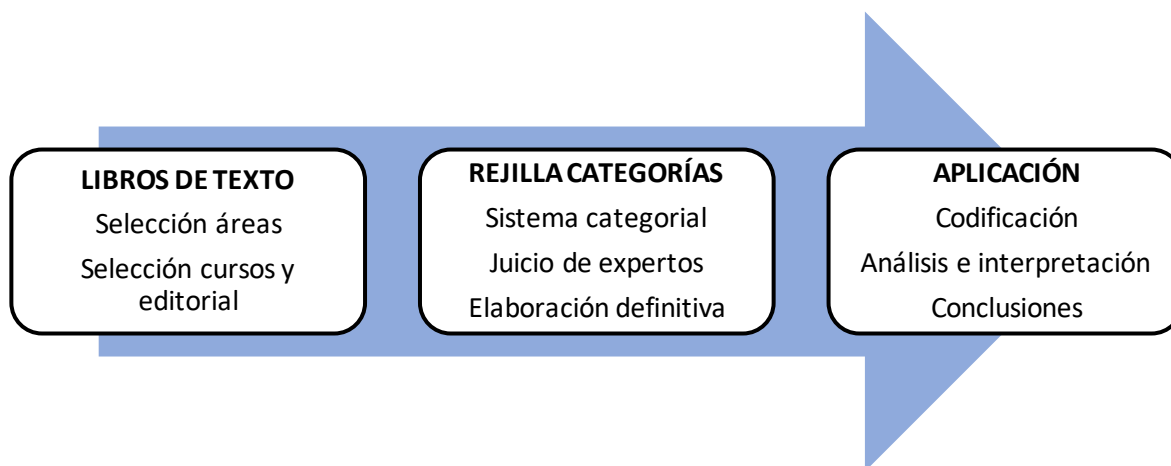 LIBROS DE TEXTO
Selección áreas
Selección cursos y
editorial
REJILLA CATEGORÍAS
Sistema categorial
Juicio de expertos
Elaboración definitiva
APLICACIÓN
Codificación
Análisis e interpretación
Conclusiones